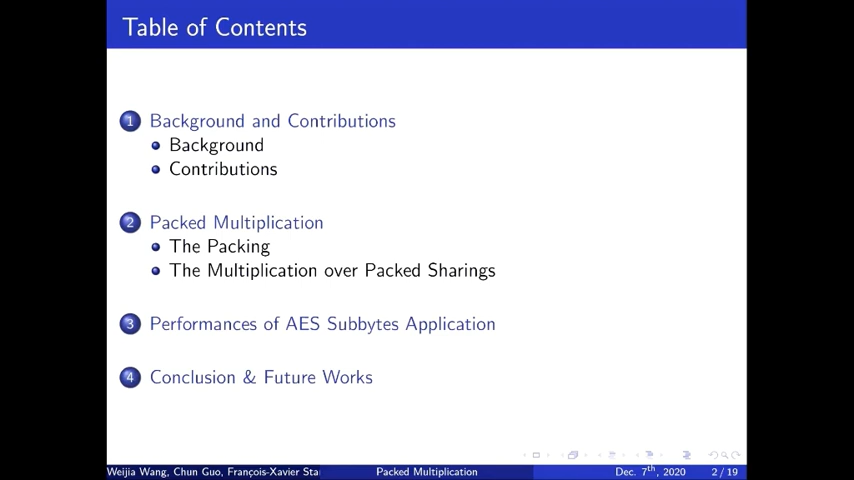 Table of Contents
1 Background and Contributions
Background
Contributions
2 Packed Multiplication
The Packing
The Multiplication over Packed Sharings
3 Performances of AES Subbytes Application
4 Conclusion & Future Works
Weijia Wang, Chun Guo, François-Xavier Sta Packed Multiplication Dec. 7th, 2020 2 / 19